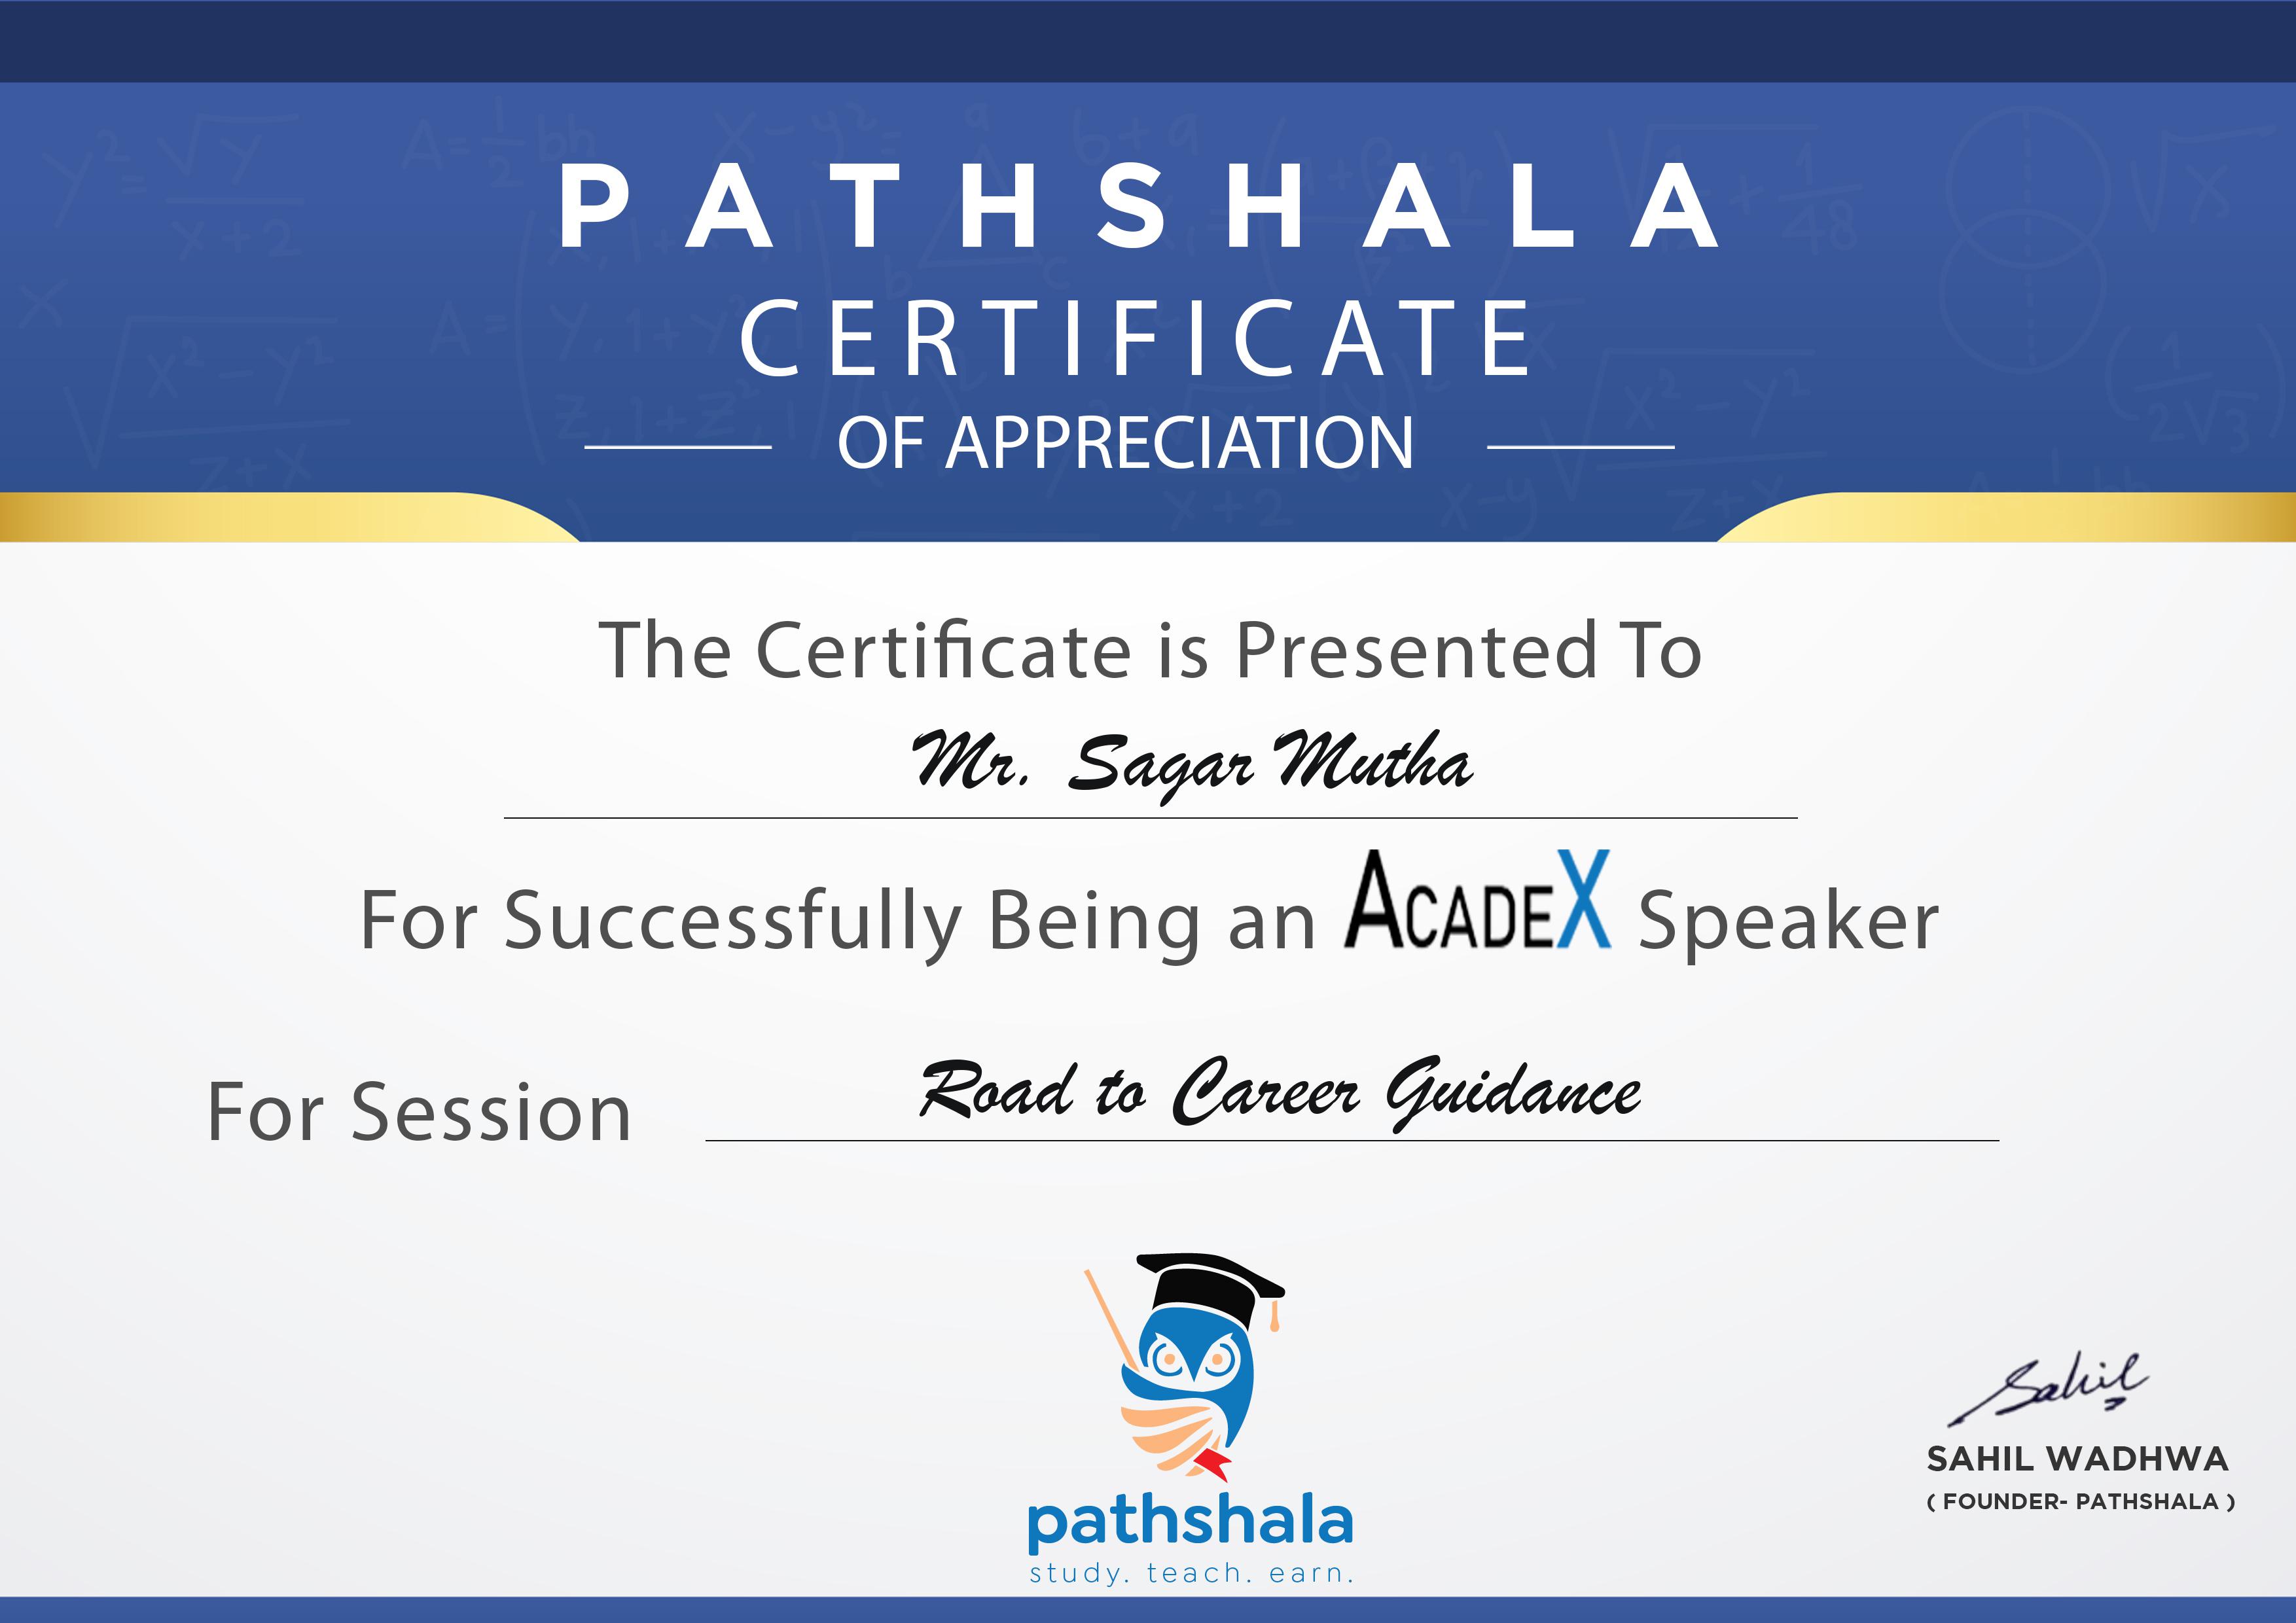 PATHSHALA
CERTIFICATE
OF APPRECIATION
The Certificate is Presented To
Mr. Sagar Mutha
For Successfully Being an ACADEX Speaker
For Session Road to Career Guidance
Sahil
SAHIL WADHWA
( FOUNDER- PATHSHALA )
pathshala
study. teach. earn.